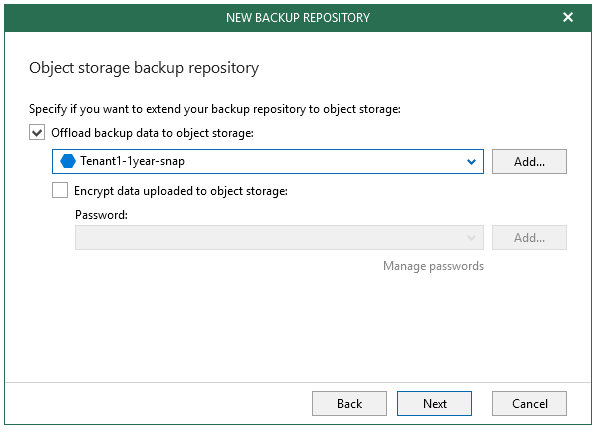 NEW BACKUP REPOSITORY
Object storage backup repository
Specify if you want to extend your backup repository to object storage:
Offload backup data to object storage:
Tenant1-1year-snap
Add...
Encrypt data uploaded to object storage:
Password:
Add...
Manage passwords
Back
Next
Cancel